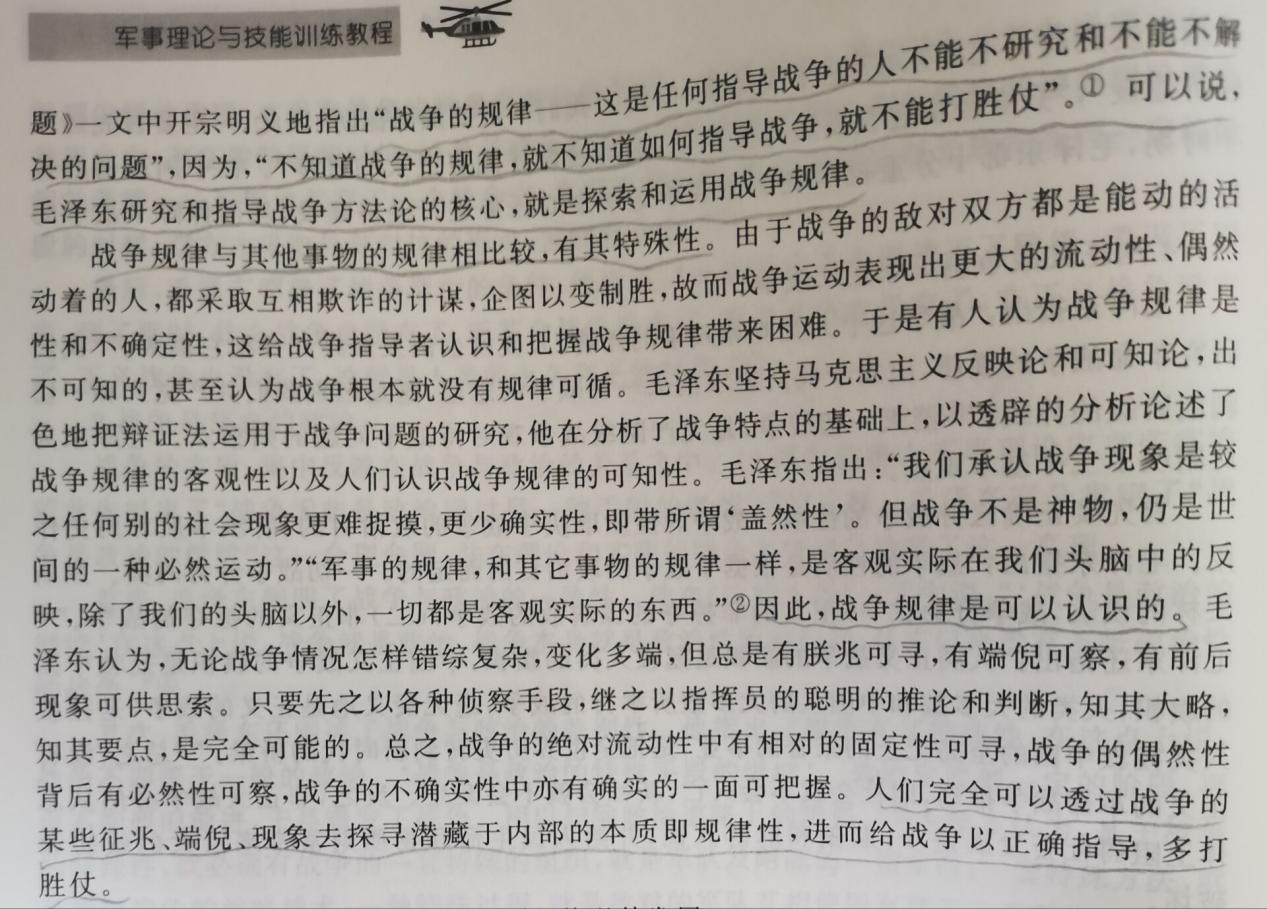 军事理论与技能训练教程
题》一文中开宗明义地指出“战争的规律——这是任何指导战争的人不能不研究和不能不解
决的问题”,因为,“不知道战争的规律,就不知道如何指导战争,就不能打胜仗”。① 可以说,
毛泽东研究和指导战争方法论的核心,就是探索和运用战争规律。
战争规律与其他事物的规律相比较,有其特殊性。由于战争的敌对双方都是能动的活
动着的人,都采取互相欺诈的计谋,企图以变制胜,故而战争运动表现出更大的流动性、偶然
性和不确定性,这给战争指导者认识和把握战争规律带来困难。于是有人认为战争规律是
不可知的,甚至认为战争根本就没有规律可循。毛泽东坚持马克思主义反映论和可知论,出
色地把辩证法运用于战争问题的研究,他在分析了战争特点的基础上,以透辟的分析论述了
战争规律的客观性以及人们认识战争规律的可知性。毛泽东指出:“我们承认战争现象是较
之任何别的社会现象更难捉摸,更少确实性,即带所谓‘盖然性’。但战争不是神物,仍是世
间的一种必然运动。”“军事的规律,和其它事物的规律一样,是客观实际在我们头脑中的反
映,除了我们的头脑以外,一切都是客观实际的东西。”②因此,战争规律是可以认识的。毛
泽东认为,无论战争情况怎样错综复杂,变化多端,但总是有朕兆可寻,有端倪可察,有前后
现象可供思索。只要先之以各种侦察手段,继之以指挥员的聪明的推论和判断,知其大略,
知其要点,是完全可能的。总之,战争的绝对流动性中有相对的固定性可寻,战争的偶然性
背后有必然性可察,战争的不确实性中亦有确实的一面可把握。人们完全可以透过战争的
某些征兆、端倪、现象去探寻潜藏于内部的本质即规律性,进而给战争以正确指导,多打
胜仗。